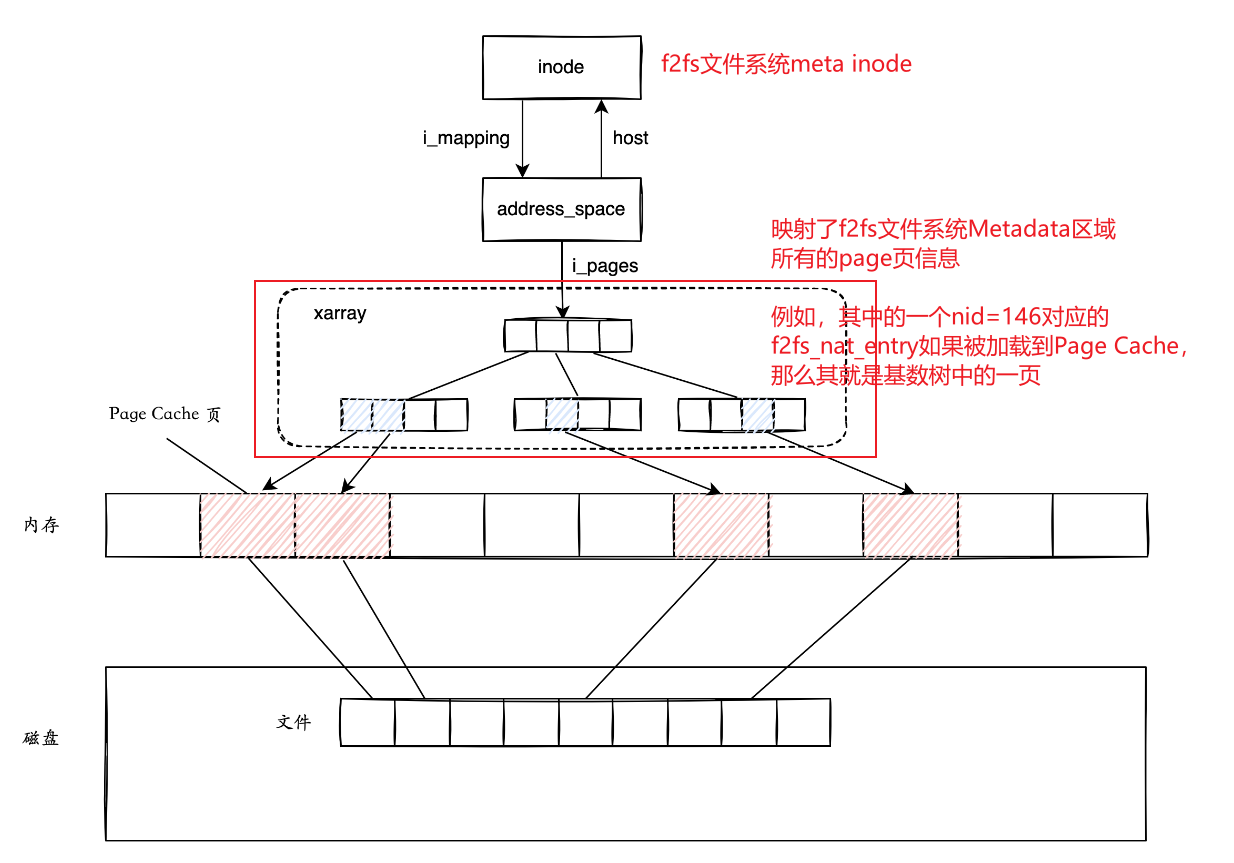 inode
f2fs文件系统meta inode
i_mapping
host
address_space
映射了f2fs文件系统Metadata区域
所有的page页信息
i_pages
xarray
例如，其中的一个nid=146对应的
f2fs_nat_entry如果被加载到Page Cache，
那么其就是基数树中的一页
Page Cache 页
内存
文件
磁盘